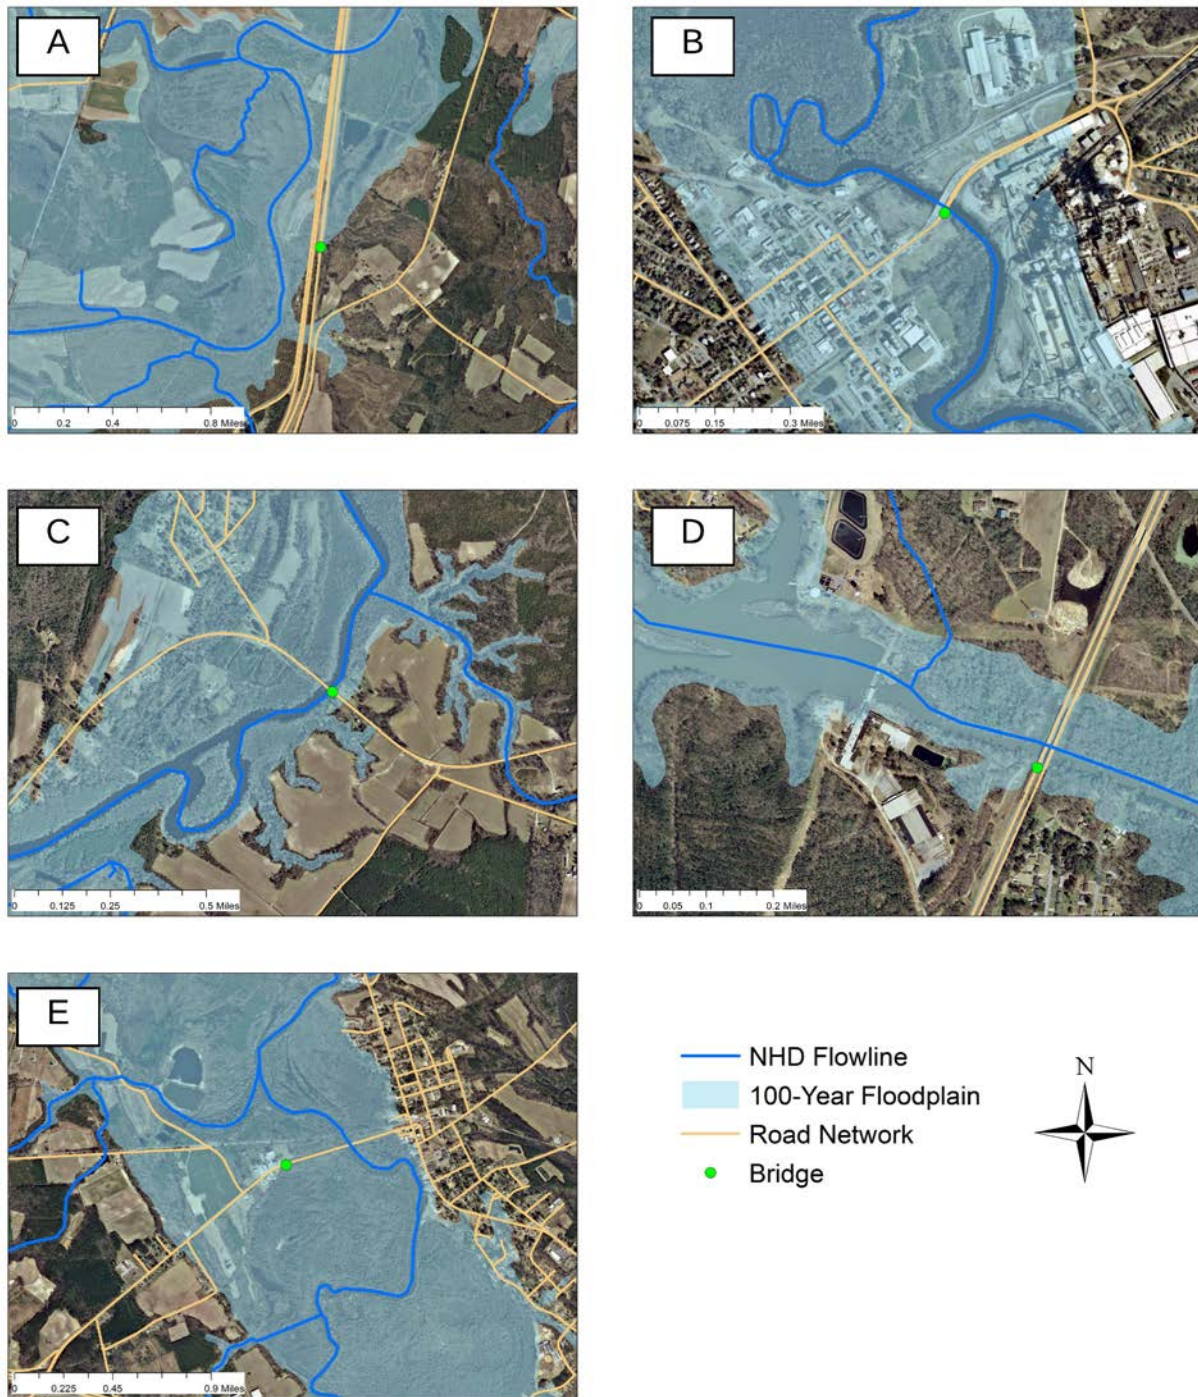 A
0 0.2 0.4 0.8 Miles
B
0 0.075 0.15 0.3 Miles
C
0 0.125 0.25 0.5 Miles
D
0 0.05 0.1 0.2 Miles
E
0 0.225 0.45 0.9 Miles
NHD Flowline
100-Year Floodplain
Road Network
Bridge
N